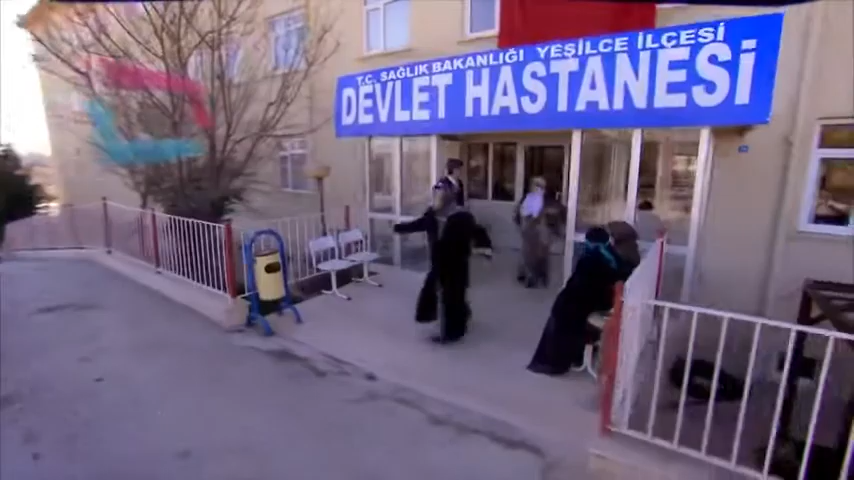 T.C. SAĞLIK BAKANLIĞI YEŞİLCE İLÇESİ
DEVLET HASTANESİ